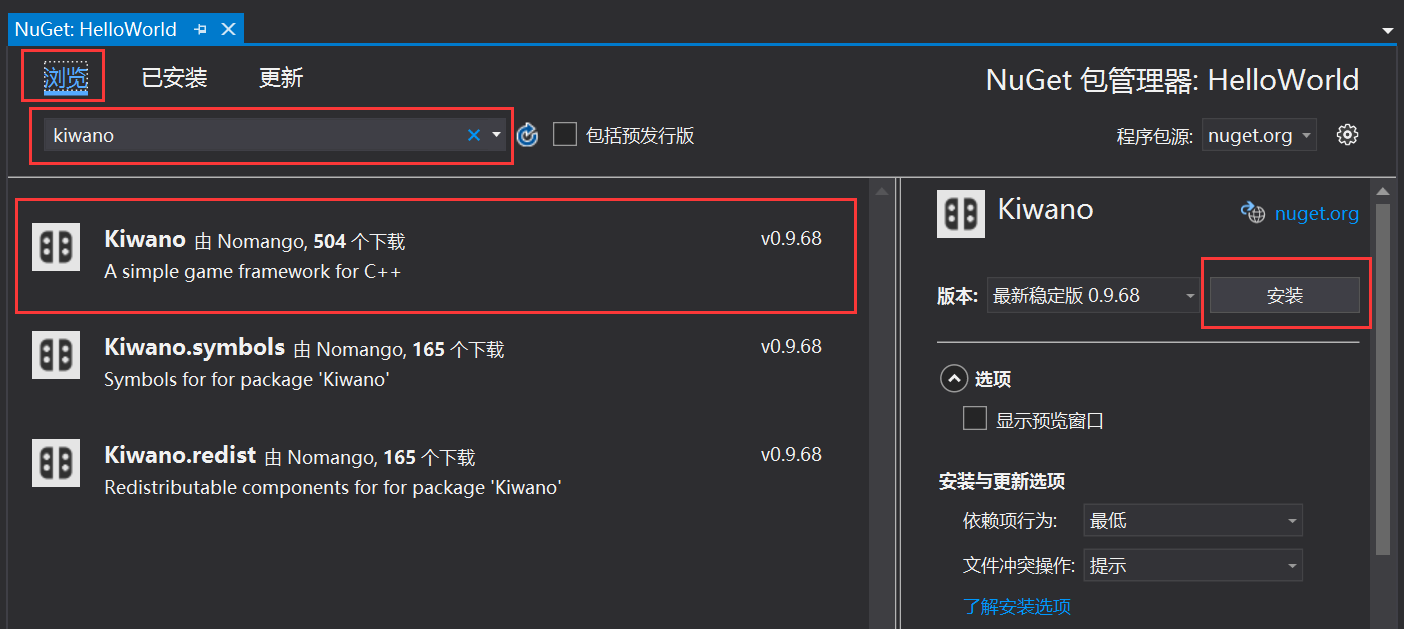 NuGet: HelloWorld
浏览 已安装 更新
NuGet 包管理器: HelloWorld
kiwano
包括预发行版
程序包源: nuget.org
Kiwano 由 Nomango, 504 个下载 v0.9.68
A simple game framework for C++
Kiwano.symbols 由 Nomango, 165 个下载 v0.9.68
Symbols for for package 'Kiwano'
Kiwano.redist 由 Nomango, 165 个下载 v0.9.68
Redistributable components for for package 'Kiwano'
Kiwano nuget.org
版本: 最新稳定版 0.9.68 安装
选项
显示预览窗口
安装与更新选项
依赖项行为: 最低
文件冲突操作: 提示
了解安装选项